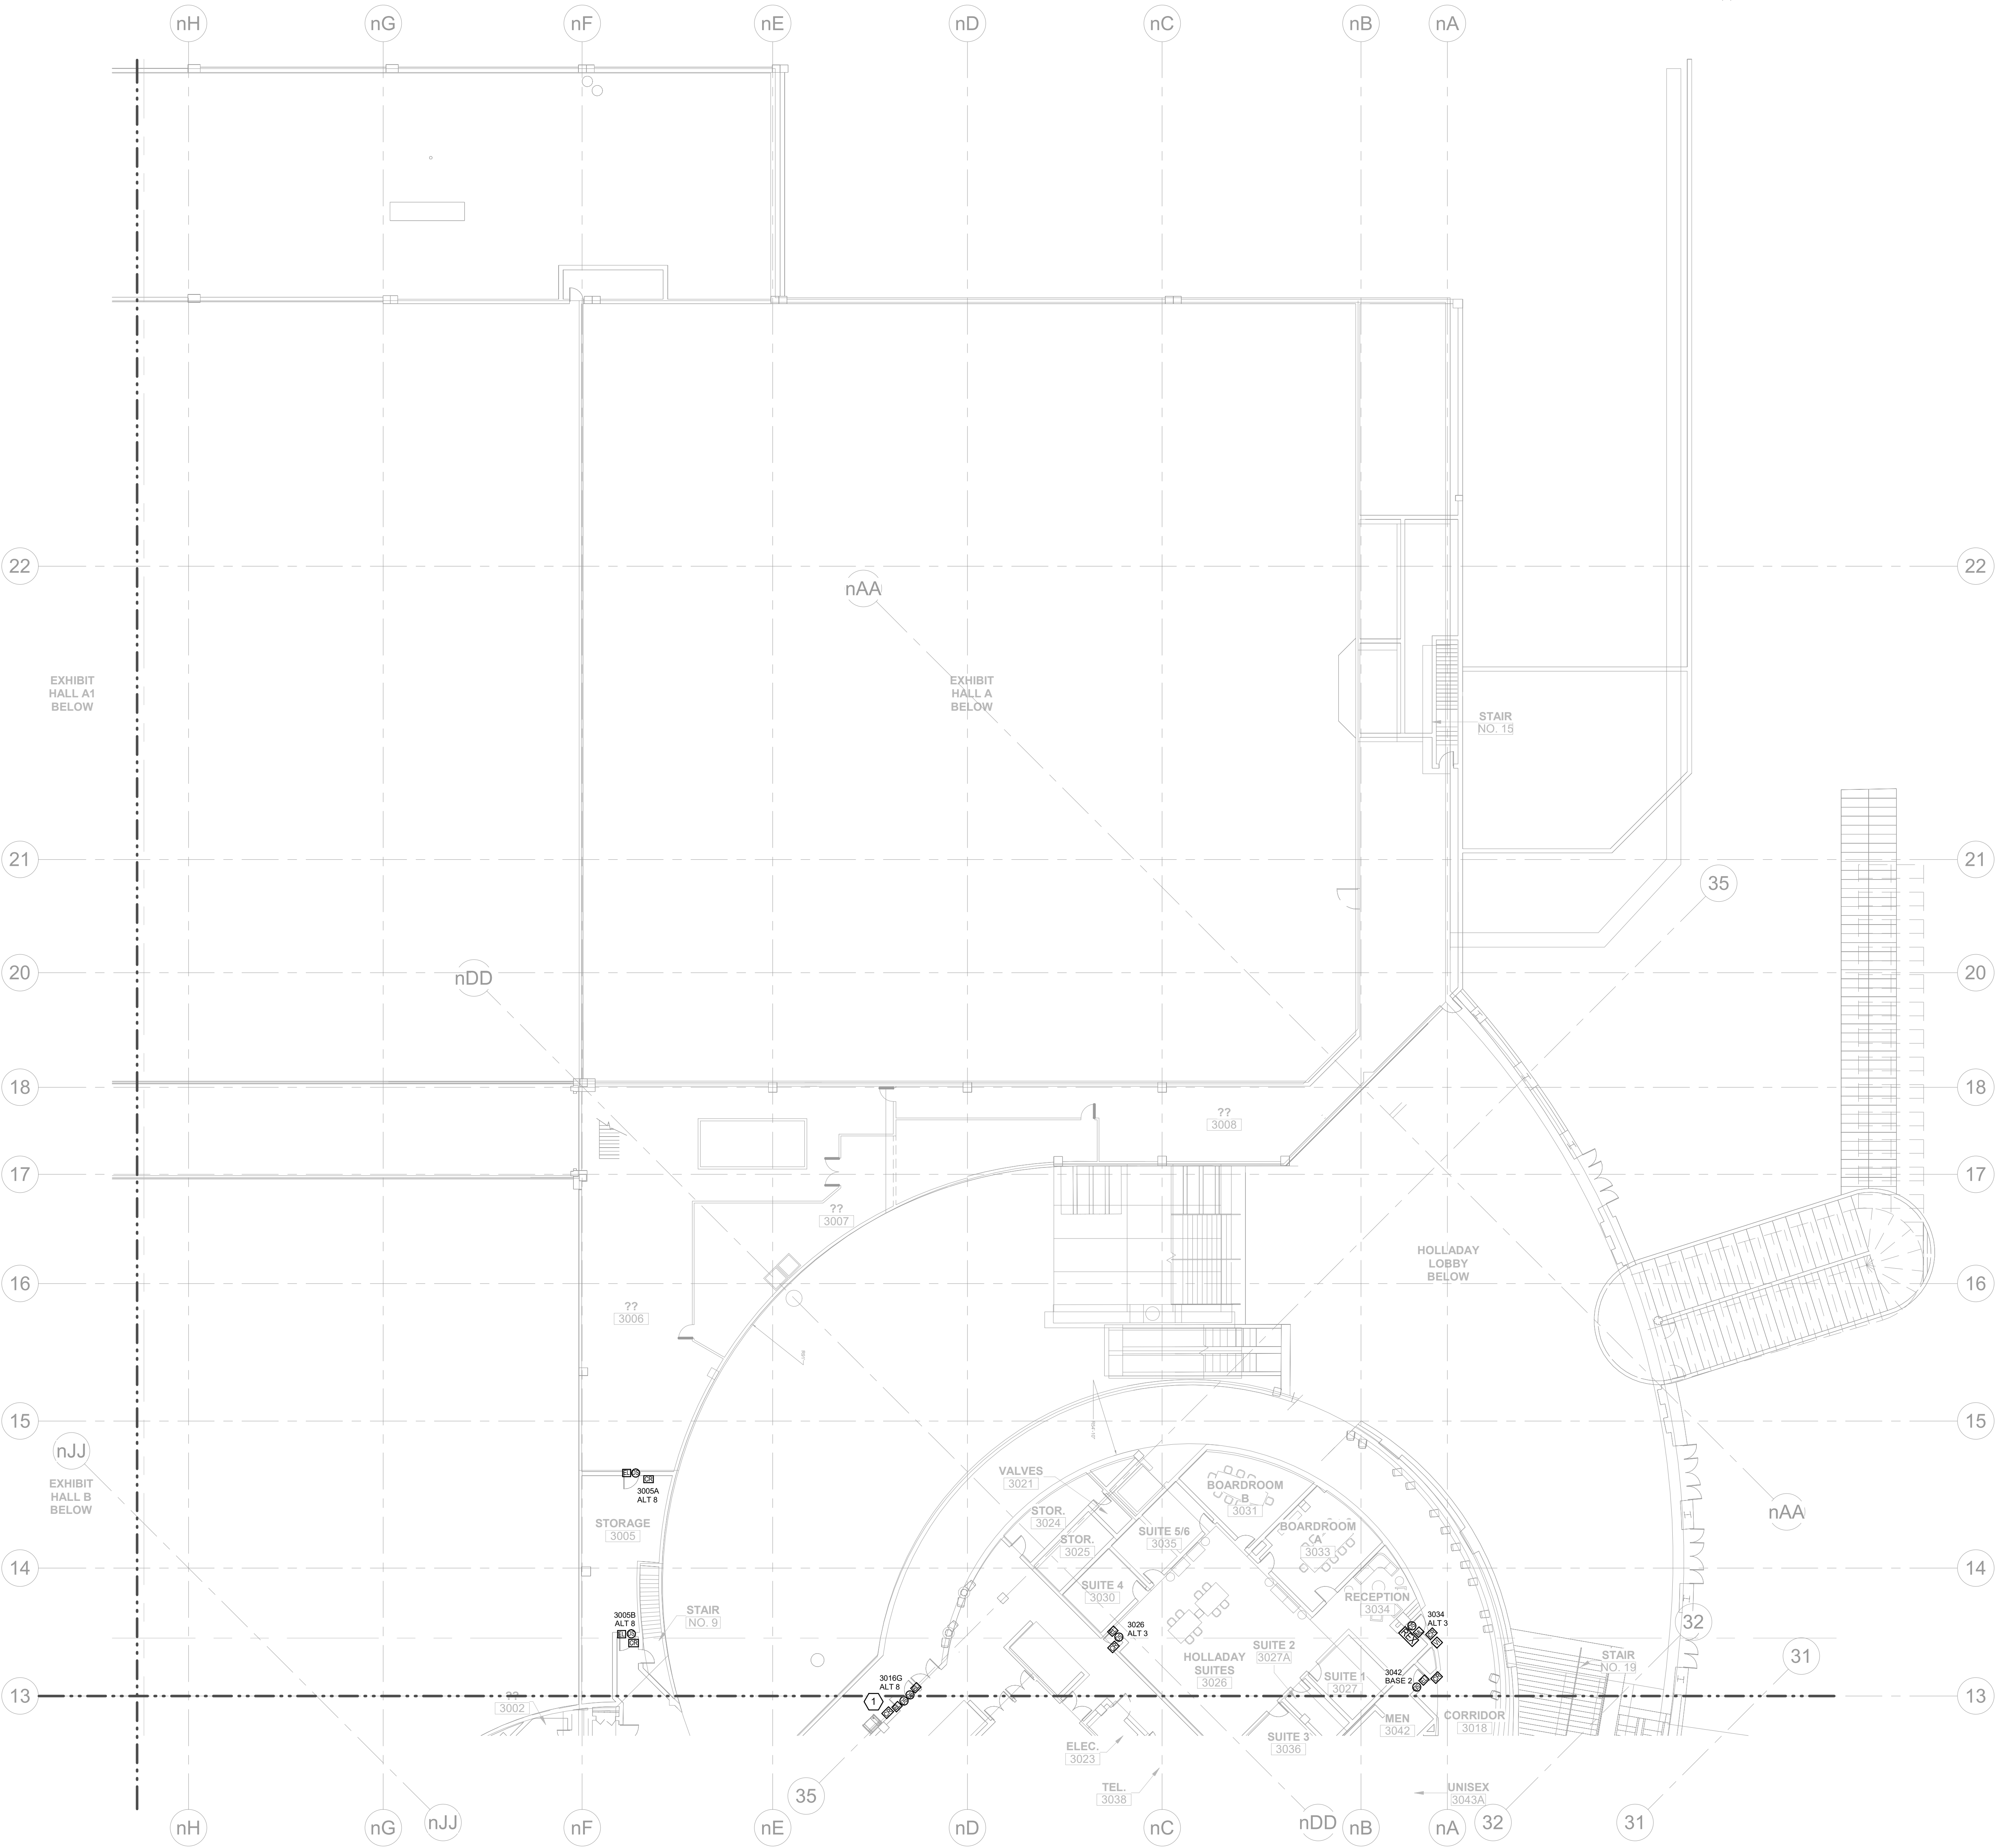 nH
nG
nF
nE
nD
nC
nB
nA
22
22
nAA
EXHIBIT
HALL A1
BELOW
EXHIBIT
HALL A
BELOW
STAIR
NO. 15
21
21
35
20
20
nDD
18
18
??
3008
17
17
??
3007
HOLLADAY
LOBBY
BELOW
16
16
??
3006
15
15
nJJ
EXHIBIT
HALL B
BELOW
VALVES
3021
BOARDROOM
B
3031
CR
3005A
ALT 8
STORAGE
3005
STOR.
3024
STOR.
3025
SUITE 5/6
3035
BOARDROOM
A
3033
nAA
14
14
SUITE 4
3030
RECEPTION
3034
3005B
ALT 8
CR
STAIR
NO. 9
3026
ALT 3
3034
ALT 3
32
HOLLADAY
SUITES
3026
SUITE 2
3027A
SUITE 1
3027
3042
BASE 2
STAIR
NO. 19
31
3016G
ALT 8
1
13
13
??
3002
MEN
3042
CORRIDOR
3018
ELEC.
3023
SUITE 3
3036
TEL.
3038
UNISEX
3043A
35
nH
nG
nJJ
nF
nE
nD
nC
nDD
nB
nA
32
31